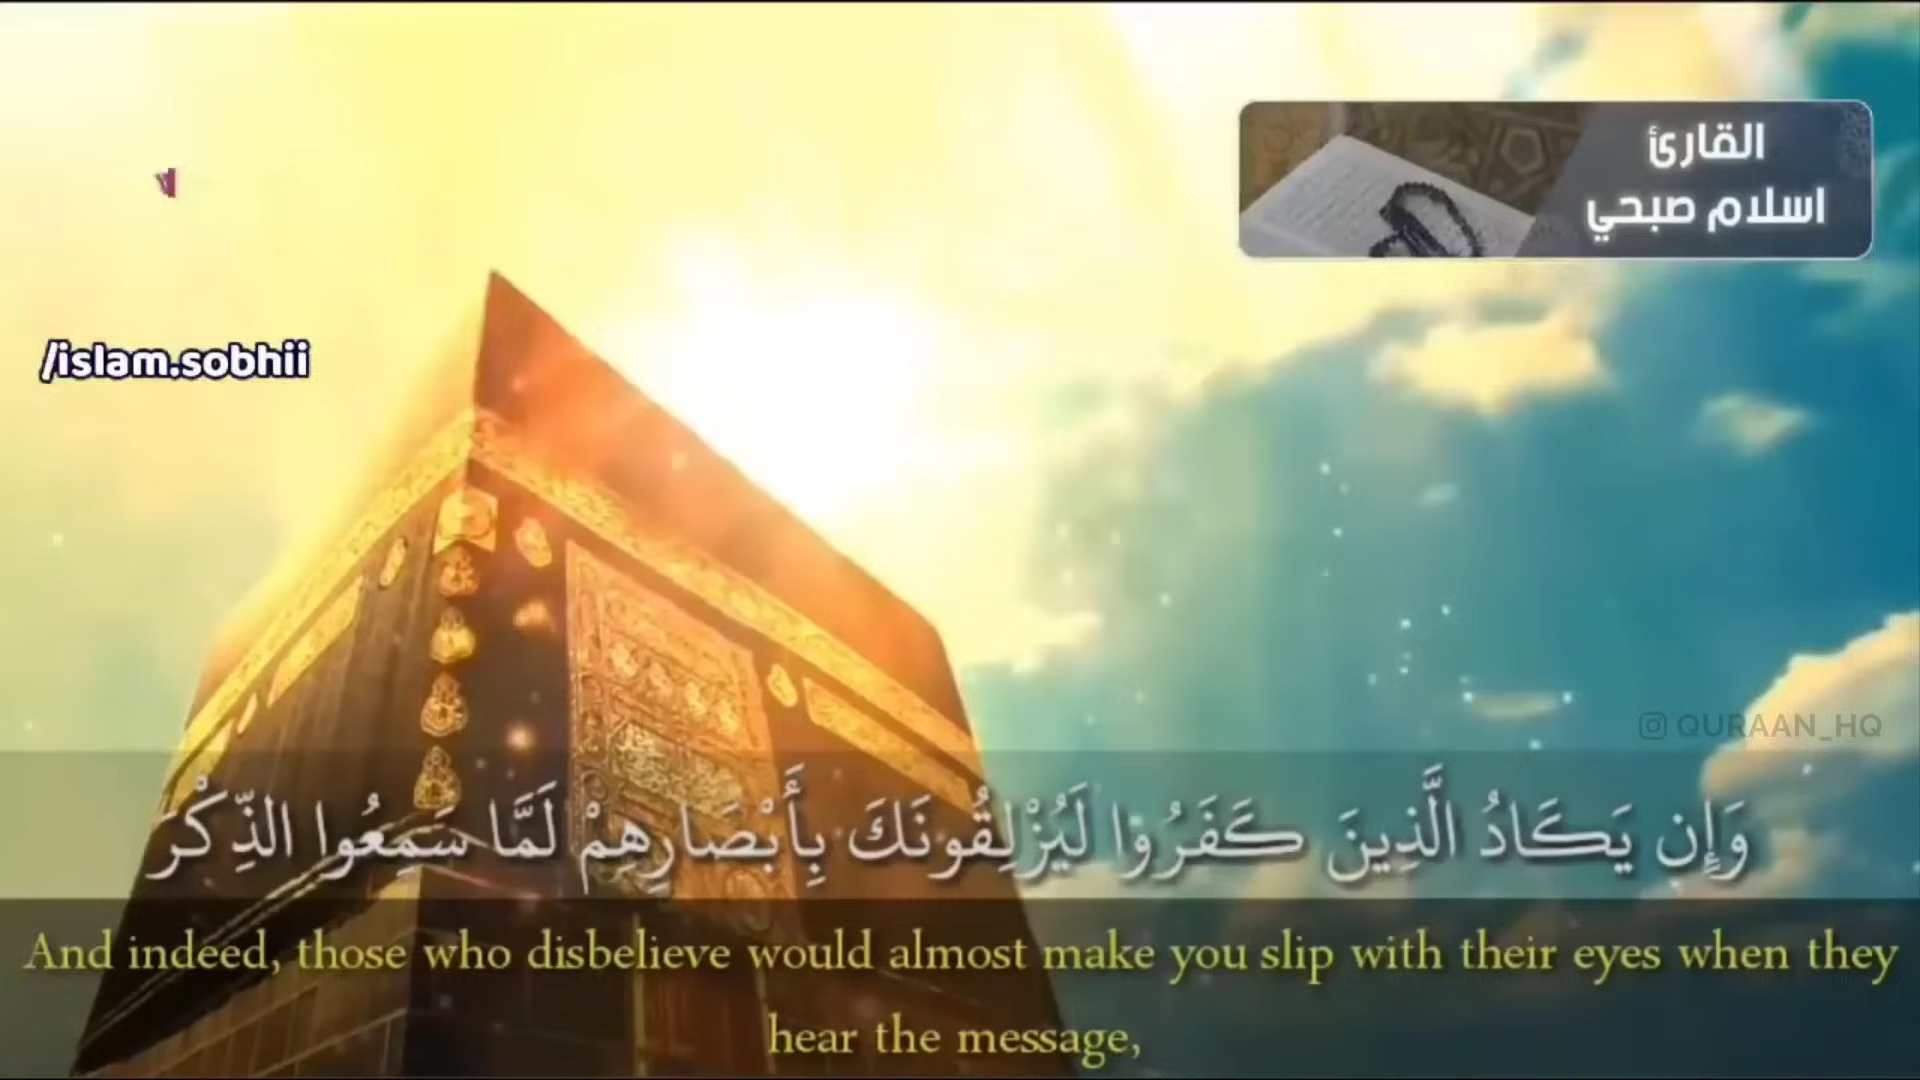 القارئ
اسلام صبحي
/islam.sobhii
QURAAN_HQ
وَإِن يَكَادُ الَّذِينَ كَفَرُوا لَيُزْلِقُونَكَ بِأَبْصَارِهِمْ لَمَّا سَمِعُوا الذِّكْرَ
And indeed, those who disbelieve would almost make you slip with their eyes when they
hear the message,